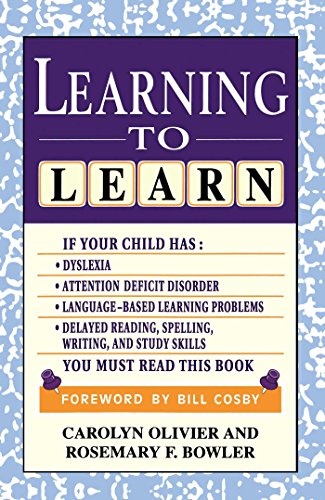 LEARNING
TO
LEARN
IF YOUR CHILD HAS:
• DYSLEXIA
• ATTENTION DEFICIT DISORDER
• LANGUAGE-BASED LEARNING PROBLEMS
• DELAYED READING, SPELLING,
WRITING, AND STUDY SKILLS
YOU MUST READ THIS BOOK
FOREWORD BY BILL COSBY
CAROLYN OLIVIER AND
ROSEMARY F. BOWLER